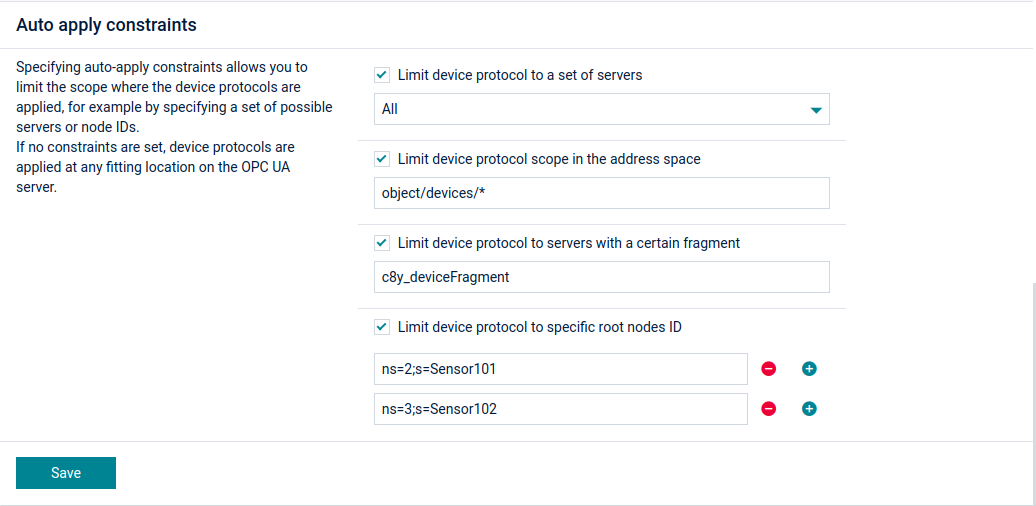 Auto apply constraints
Specifying auto-apply constraints allows you to
limit the scope where the device protocols are
applied, for example by specifying a set of possible
servers or node IDs.
If no constraints are set, device protocols are
applied at any fitting location on the OPC UA
server.
Limit device protocol to a set of servers
All
Limit device protocol scope in the address space
object/devices/*
Limit device protocol to servers with a certain fragment
c8y_deviceFragment
Limit device protocol to specific root nodes ID
ns=2;s=Sensor101
ns=3;s=Sensor102
Save